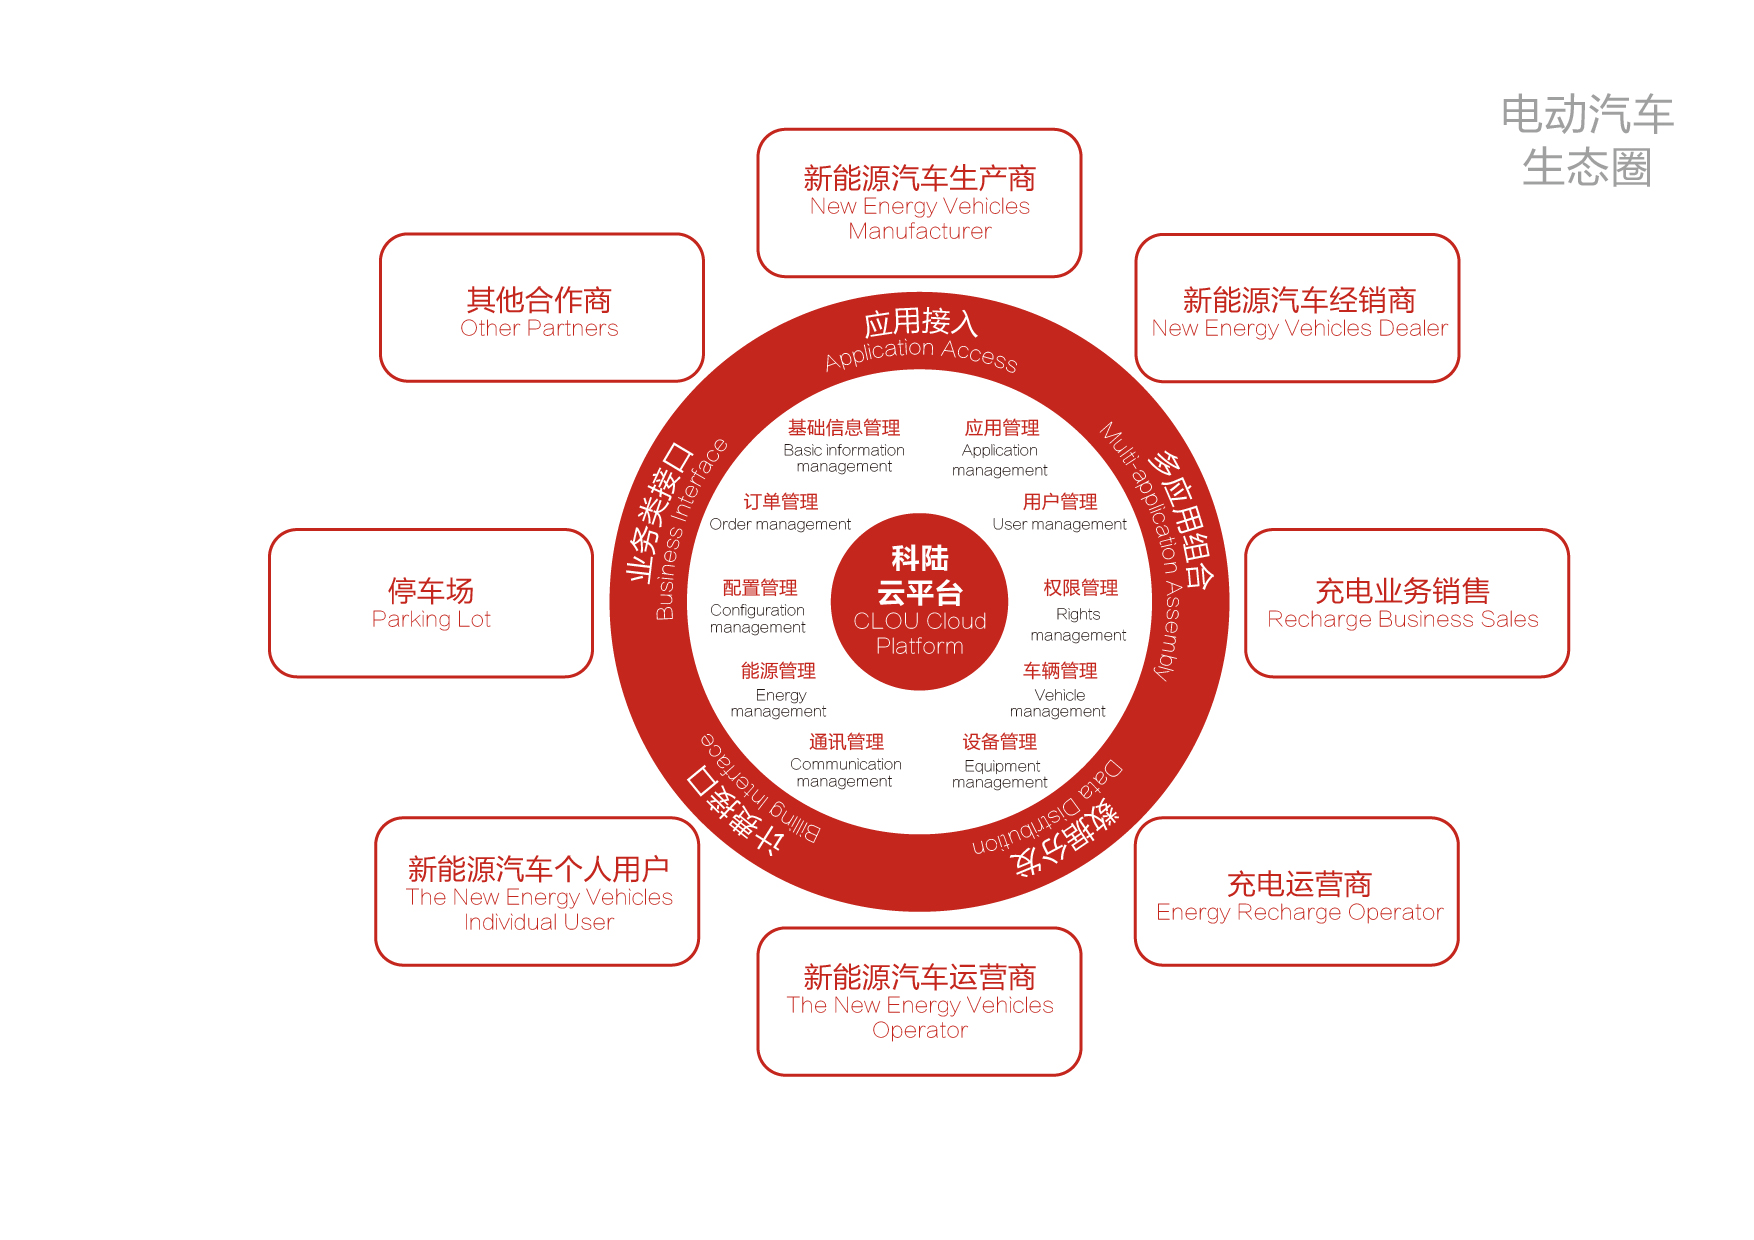 电动汽车
生态圈
新能源汽车生产商
New Energy Vehicles
Manufacturer
其他合作商
Other Partners
新能源汽车经销商
New Energy Vehicles Dealer
应用接入
Application Access
业务类接口
Business Interface
多应用组合
Multi-application Assembly
基础信息管理
Basic information
management
应用管理
Application
management
订单管理
Order management
用户管理
User management
科陆
云平台
CLOU Cloud
Platform
配置管理
Configuration
management
权限管理
Rights
management
能源管理
Energy
management
车辆管理
Vehicle
management
通讯管理
Communication
management
设备管理
Equipment
management
停车场
Parking Lot
充电业务销售
Recharge Business Sales
计费接口
Billing Interface
数据分发
Data Distribution
新能源汽车个人用户
The New Energy Vehicles
Individual User
充电运营商
Energy Recharge Operator
新能源汽车运营商
The New Energy Vehicles
Operator